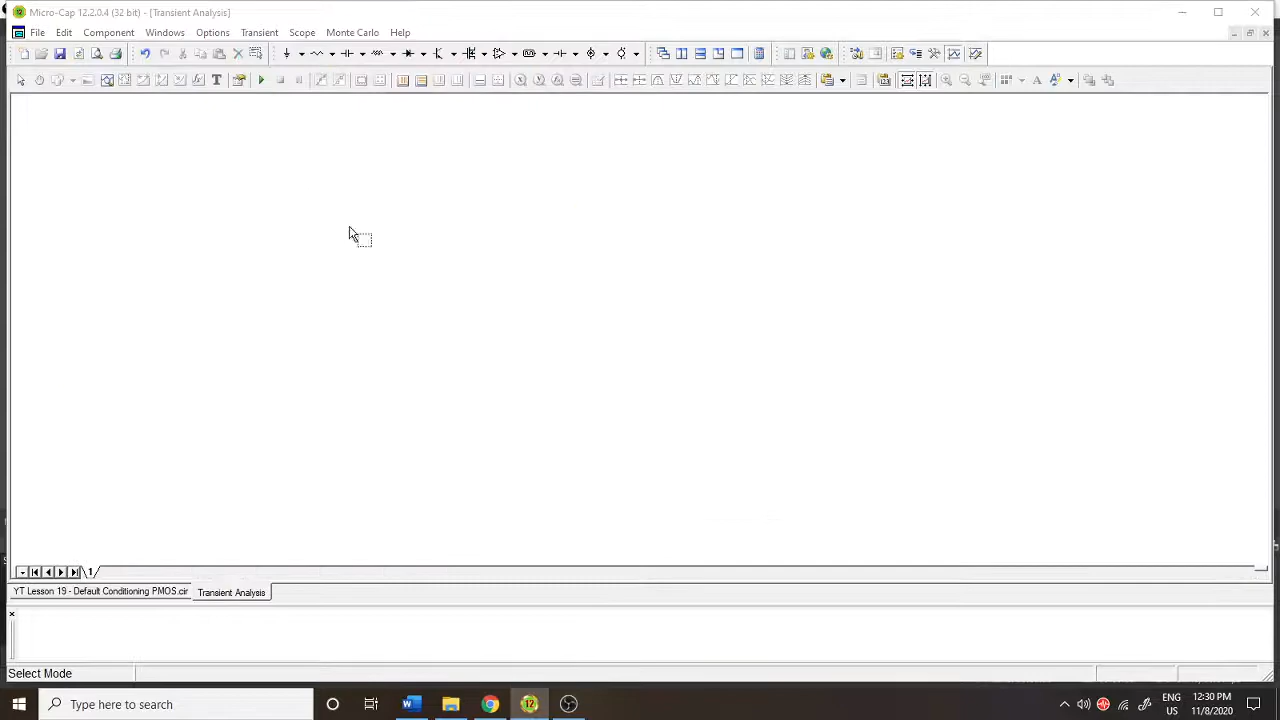 Micro-Cap 12.2.0.4 (32 bit) - [Transient Analysis]
File Edit Component Windows Options Transient Scope Monte Carlo Help
1
YT Lesson 19 - Default Conditioning PMOS.cir Transient Analysis
Select Mode
Type here to search
ENG
US
12:30 PM
11/8/2020